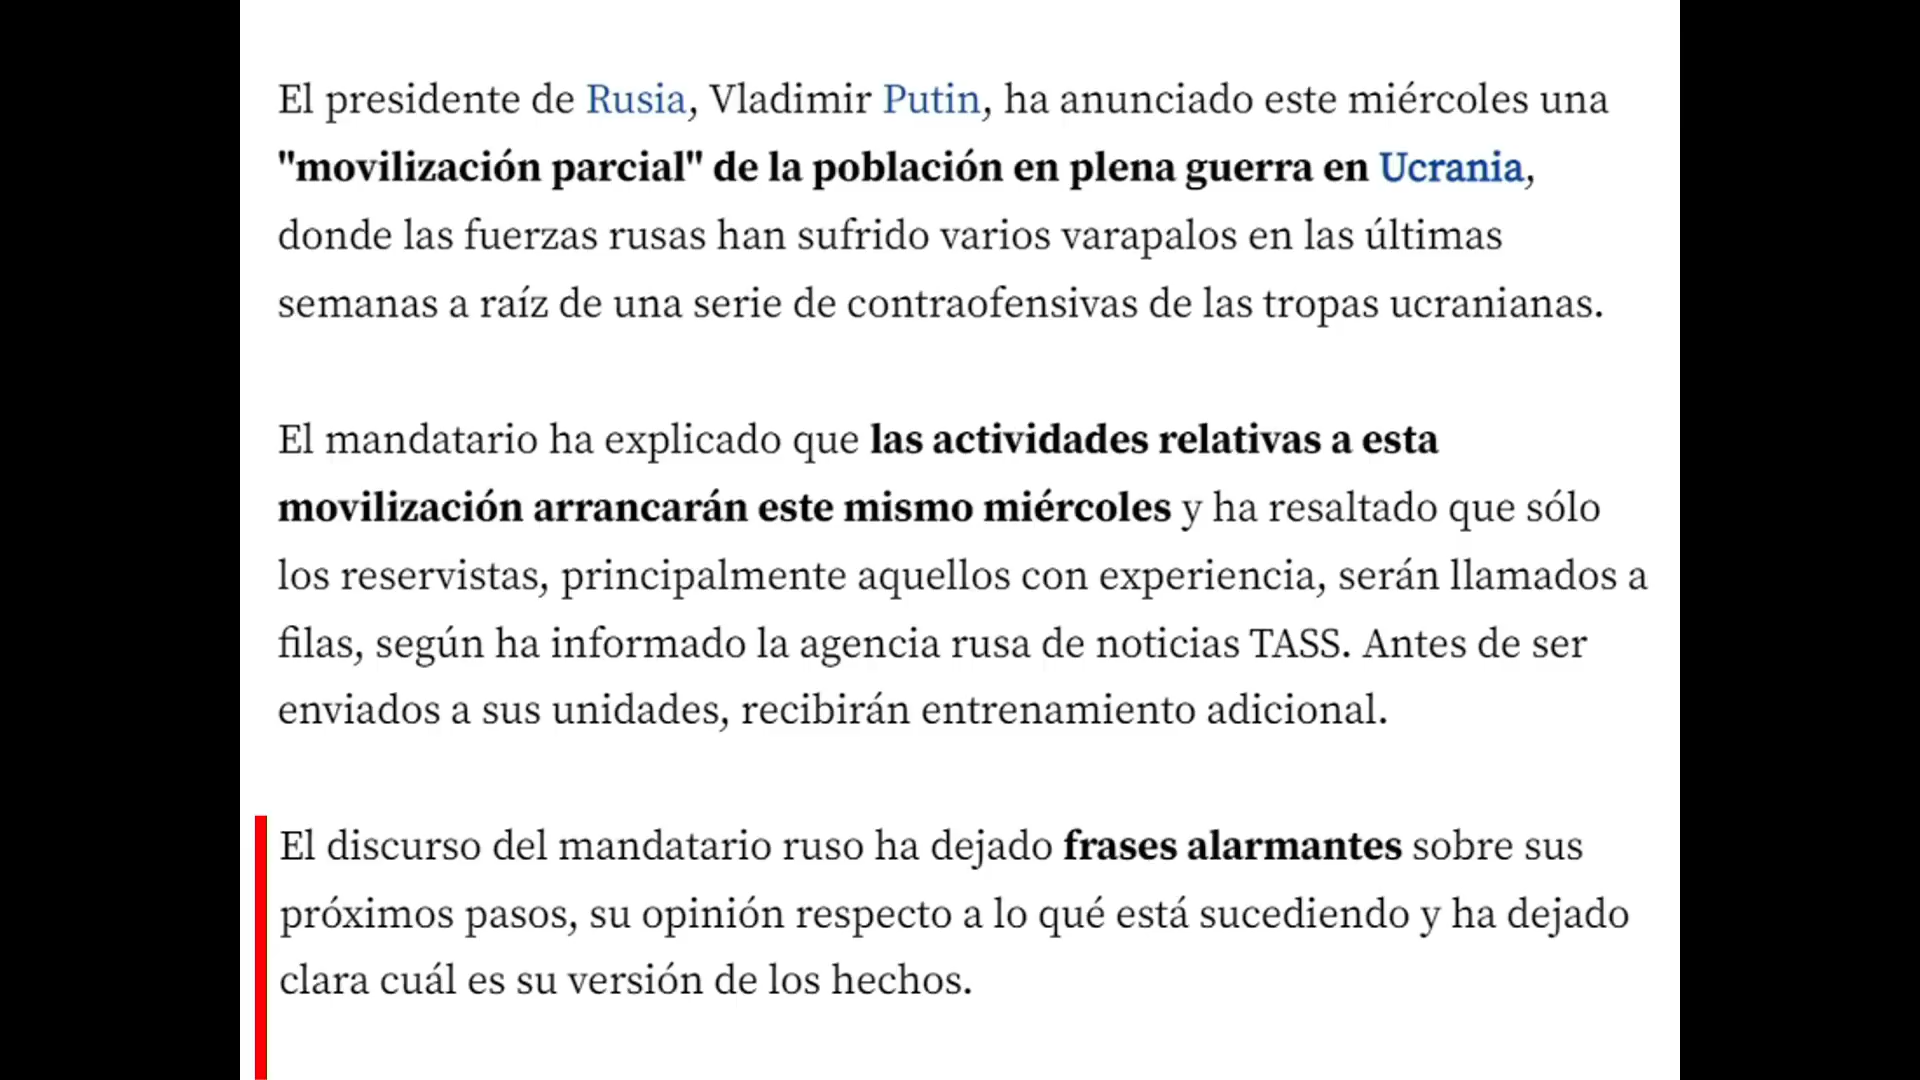 El presidente de Rusia, Vladimir Putin, ha anunciado este miércoles una
"movilización parcial" de la población en plena guerra en Ucrania,
donde las fuerzas rusas han sufrido varios varapalos en las últimas
semanas a raíz de una serie de contraofensivas de las tropas ucranianas.
El mandatario ha explicado que las actividades relativas a esta
movilización arrancarán este mismo miércoles y ha resaltado que sólo
los reservistas, principalmente aquellos con experiencia, serán llamados a
filas, según ha informado la agencia rusa de noticias TASS. Antes de ser
enviados a sus unidades, recibirán entrenamiento adicional.
El discurso del mandatario ruso ha dejado frases alarmantes sobre sus
próximos pasos, su opinión respecto a lo qué está sucediendo y ha dejado
clara cuál es su versión de los hechos.